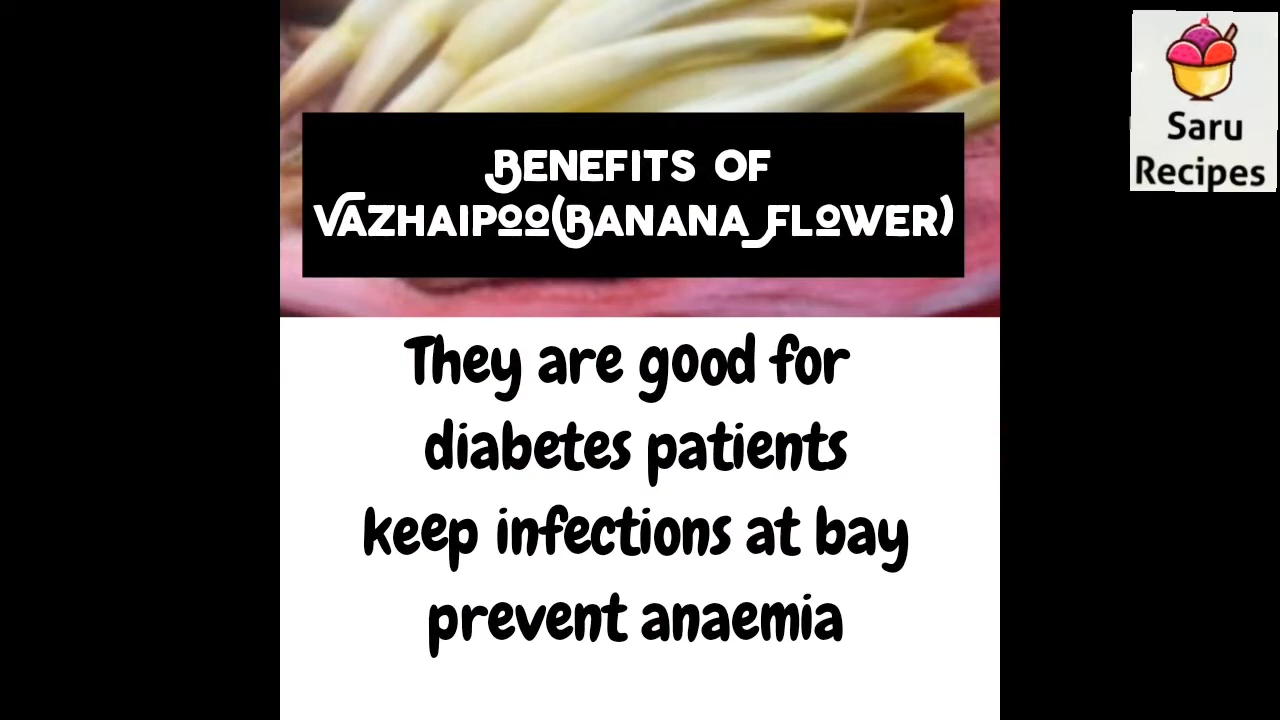 Benefits of
Vazhaipoo(Banana Flower)
They are good for
diabetes patients
keep infections at bay
prevent anaemia
Saru
Recipes